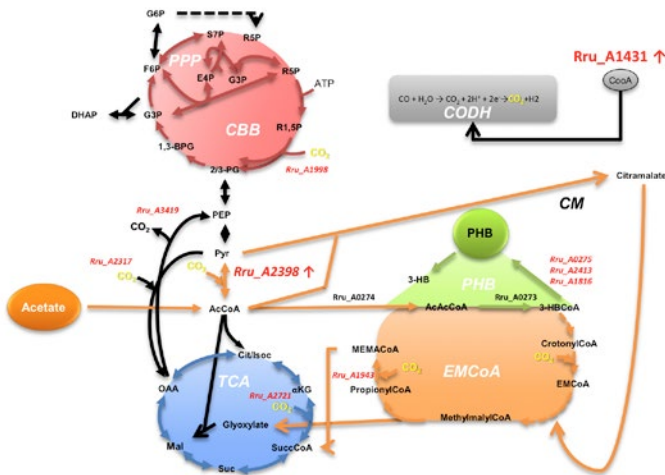 G6P
S7P
R5P
PPP
F6P
E4P
G3P
R5P
ATP
DHAP
G3P
CBB
R1,5P
1,3-BPG
CO2
2/3-PG
Rru_A1998
Rru_A1431 ↑
CooA
CO + H2O → CO2 + 2H+ + 2e-→CO2+H2
CODH
Citramalate
CM
Rru_A3419
PEP
CO2
Pyr
Rru_A2317
CO2
CO2
Rru_A2398 ↑
PHB
3-HB
PHB
Rru_A0275
Rru_A2413
Rru_A1816
Acetate
AcCoA
Rru_A0274
AcAcCoA
Rru_A0273
3-HBCoA
CrotonylCoA
CO2
EMCoA
EMCoA
MEMACoA
CO2
Rru_A1943
PropionylCoA
MethylmalylCoA
Cit/Isoc
TCA
OAA
αKG
Rru_A2721
CO2
Glyoxylate
Mal
SuccCoA
Suc